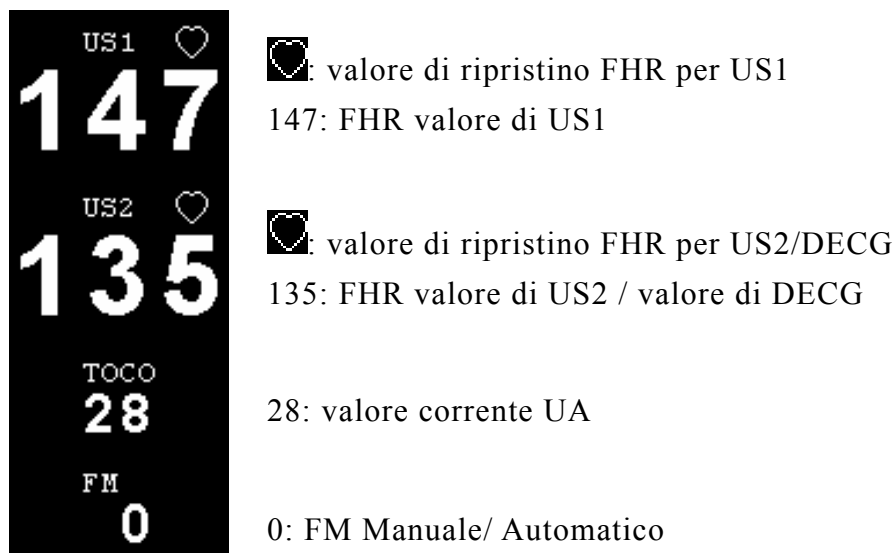 US1
147
: valore di ripristino FHR per US1
147: FHR valore di US1
US2
135
: valore di ripristino FHR per US2/DECG
135: FHR valore di US2 / valore di DECG
TOCO
28
28: valore corrente UA
FM
0
0: FM Manuale/ Automatico